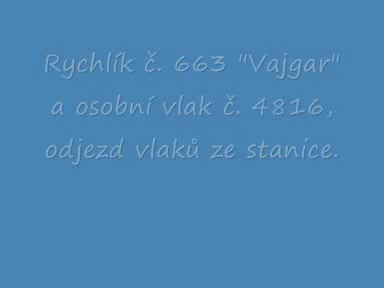 Rychlík č. 663 "Vajgar"
a osobní vlak č. 4816,
odjezd vlaků ze stanice.